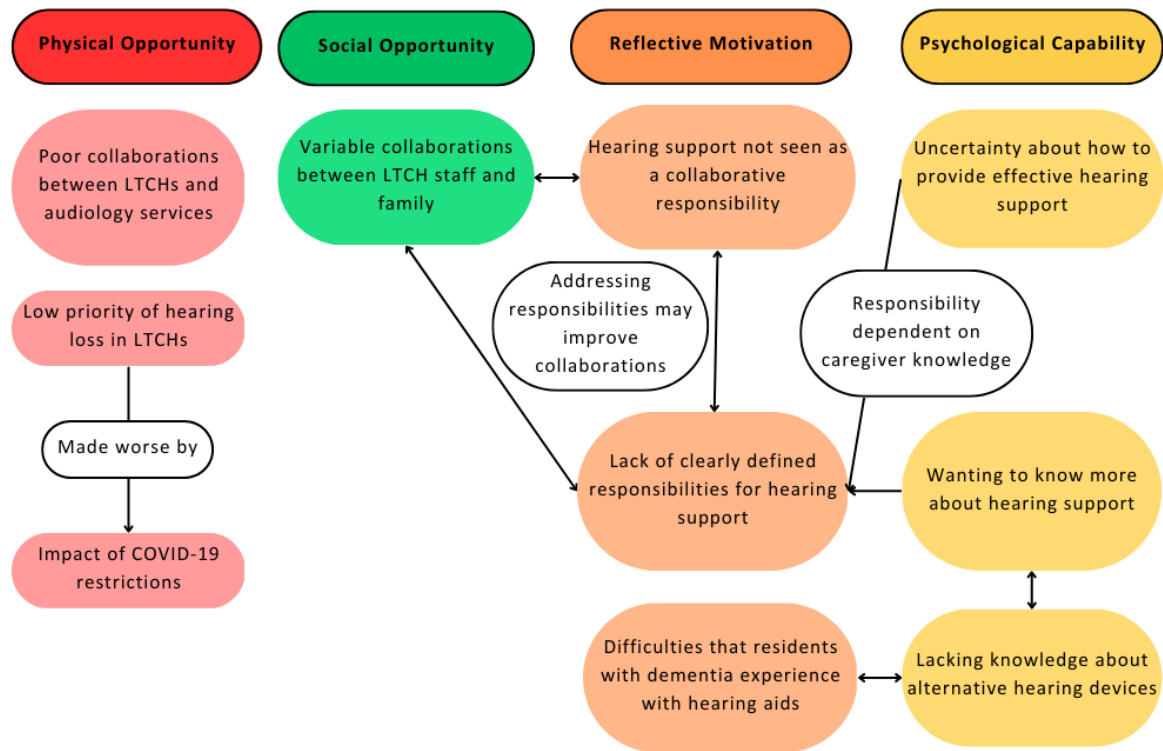 Physical Opportunity
Social Opportunity
Reflective Motivation
Psychological Capability
Poor collaborations
between LTCHs and
audiology services
Variable collaborations
between LTCH staff and
family
Hearing support not seen as
a collaborative
responsibility
Uncertainty about how to
provide effective hearing
support
Low priority of hearing
loss in LTCHs
Addressing
responsibilities may
improve
collaborations
Responsibility
dependent on
caregiver knowledge
Made worse by
Lack of clearly defined
responsibilities for hearing
support
Wanting to know more
about hearing support
Impact of COVID-19
restrictions
Difficulties that residents
with dementia experience
with hearing aids
Lacking knowledge about
alternative hearing devices